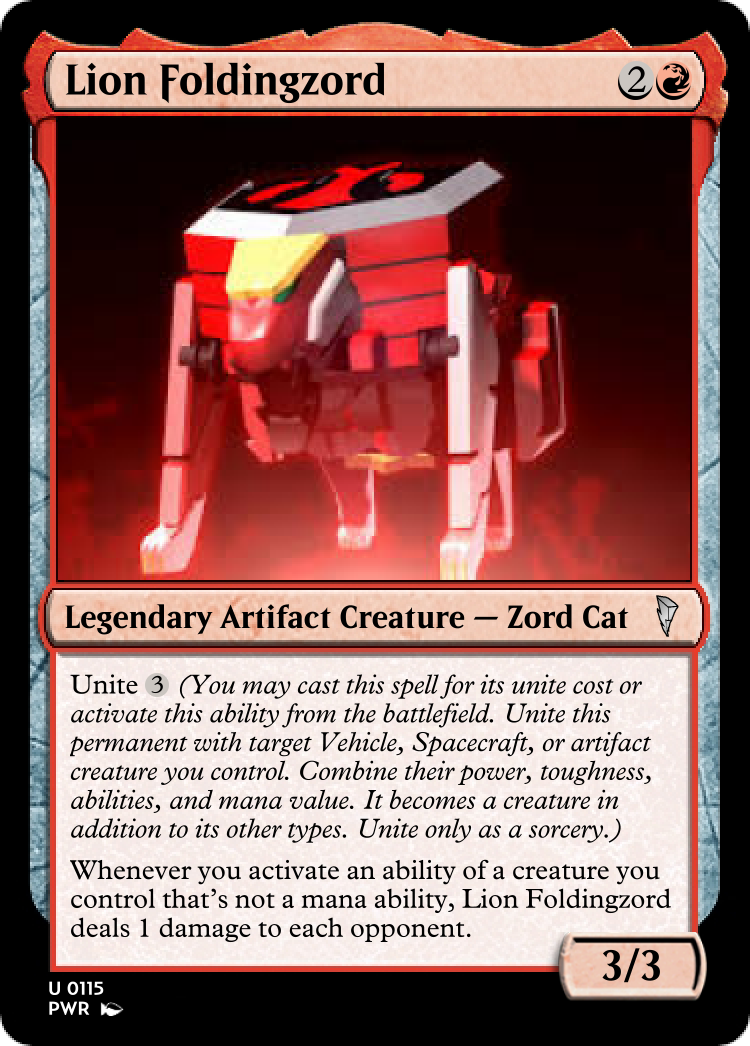 Lion Foldingzord 2
Legendary Artifact Creature — Zord Cat
Unite 3 (You may cast this spell for its unite cost or
activate this ability from the battlefield. Unite this
permanent with target Vehicle, Spacecraft, or artifact
creature you control. Combine their power, toughness,
abilities, and mana value. It becomes a creature in
addition to its other types. Unite only as a sorcery.)
Whenever you activate an ability of a creature you
control that's not a mana ability, Lion Foldingzord
deals 1 damage to each opponent.
3/3
U 0115
PWR